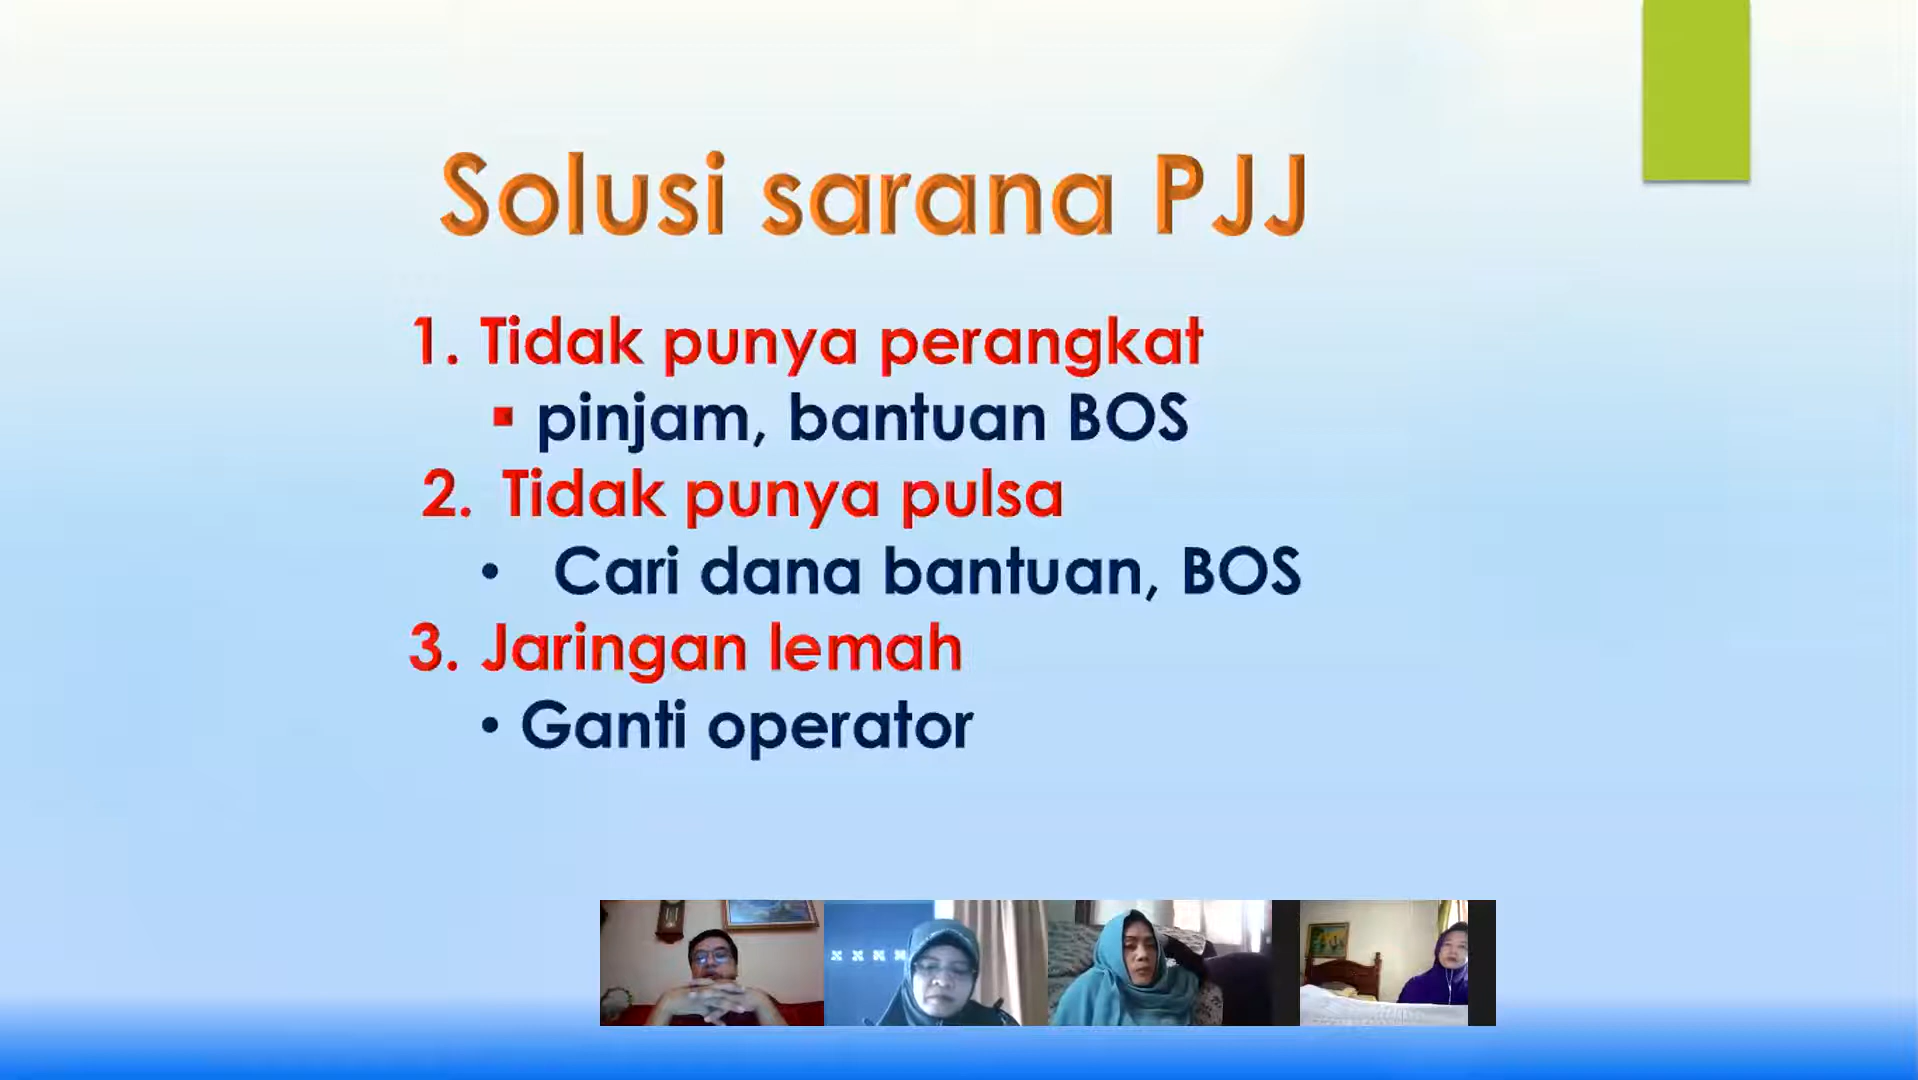 Solusi sarana PJJ
1. Tidak punya perangkat
▪ pinjam, bantuan BOS
2. Tidak punya pulsa
• Cari dana bantuan, BOS
3. Jaringan lemah
• Ganti operator